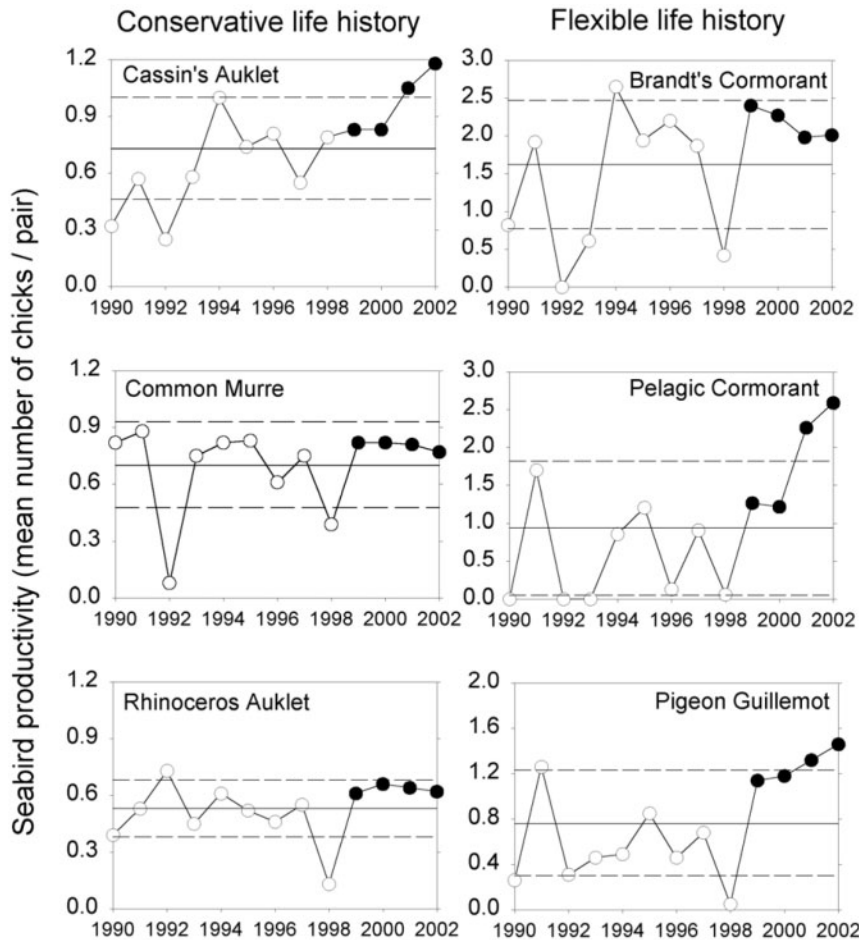 Conservative life history
Flexible life history
Seabird productivity (mean number of chicks / pair)
Cassin's Auklet
1.2
0.9
0.6
0.3
0.0
1990 1992 1994 1996 1998 2000 2002
Brandt's Cormorant
3.0
2.5
2.0
1.5
1.0
0.5
0.0
1990 1992 1994 1996 1998 2000 2002
Common Murre
1.2
0.9
0.6
0.3
0.0
1990 1992 1994 1996 1998 2000 2002
Pelagic Cormorant
3.0
2.5
2.0
1.5
1.0
0.5
0.0
1990 1992 1994 1996 1998 2000 2002
Rhinoceros Auklet
1.2
0.9
0.6
0.3
0.0
1990 1992 1994 1996 1998 2000 2002
Pigeon Guillemot
2.0
1.6
1.2
0.8
0.4
0.0
1990 1992 1994 1996 1998 2000 2002